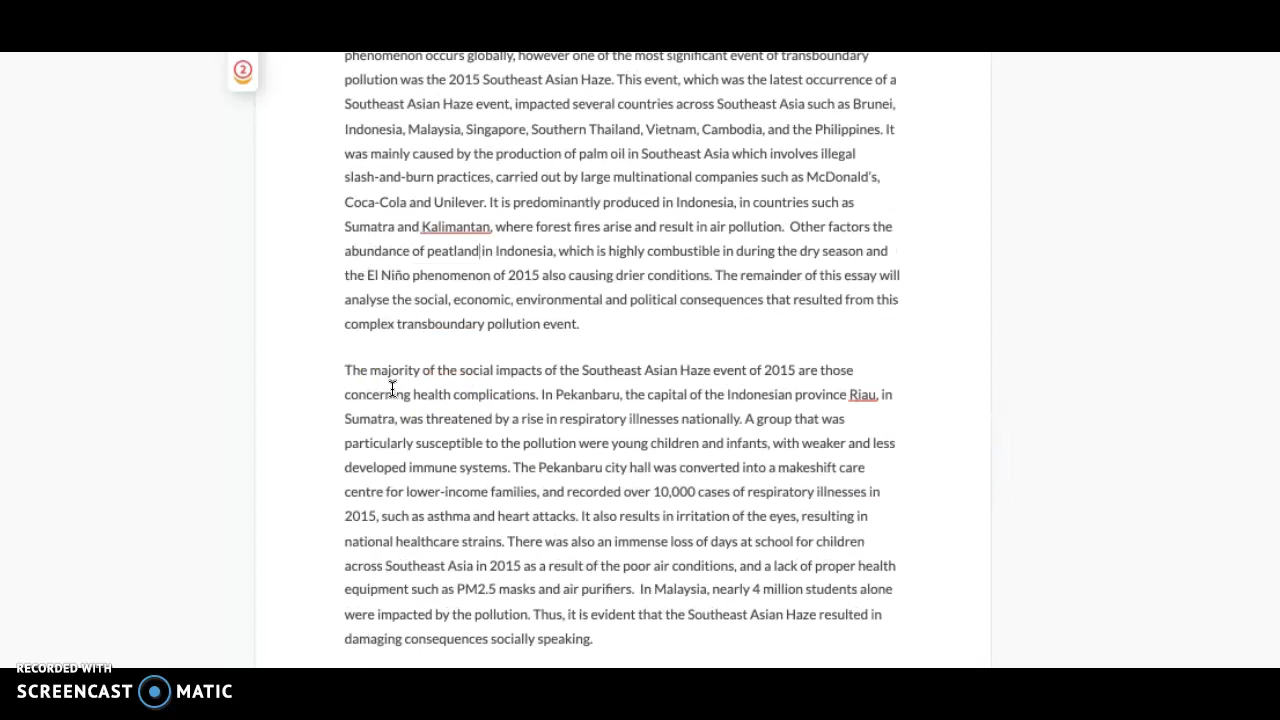 2
phenomenon occurs globally, however one of the most significant event of transboundary
pollution was the 2015 Southeast Asian Haze. This event, which was the latest occurrence of a
Southeast Asian Haze event, impacted several countries across Southeast Asia such as Brunei,
Indonesia, Malaysia, Singapore, Southern Thailand, Vietnam, Cambodia, and the Philippines. It
was mainly caused by the production of palm oil in Southeast Asia which involves illegal
slash-and-burn practices, carried out by large multinational companies such as McDonald's,
Coca-Cola and Unilever. It is predominantly produced in Indonesia, in countries such as
Sumatra and Kalimantan, where forest fires arise and result in air pollution.  Other factors the
abundance of peatland in Indonesia, which is highly combustible in during the dry season and
the El Niño phenomenon of 2015 also causing drier conditions. The remainder of this essay will
analyse the social, economic, environmental and political consequences that resulted from this
complex transboundary pollution event.
The majority of the social impacts of the Southeast Asian Haze event of 2015 are those
concerning health complications. In Pekanbaru, the capital of the Indonesian province Riau, in
Sumatra, was threatened by a rise in respiratory illnesses nationally. A group that was
particularly susceptible to the pollution were young children and infants, with weaker and less
developed immune systems. The Pekanbaru city hall was converted into a makeshift care
centre for lower-income families, and recorded over 10,000 cases of respiratory illnesses in
2015, such as asthma and heart attacks. It also results in irritation of the eyes, resulting in
national healthcare strains. There was also an immense loss of days at school for children
across Southeast Asia in 2015 as a result of the poor air conditions, and a lack of proper health
equipment such as PM2.5 masks and air purifiers.  In Malaysia, nearly 4 million students alone
were impacted by the pollution. Thus, it is evident that the Southeast Asian Haze resulted in
damaging consequences socially speaking.
RECORDED WITH
SCREENCAST MATIC